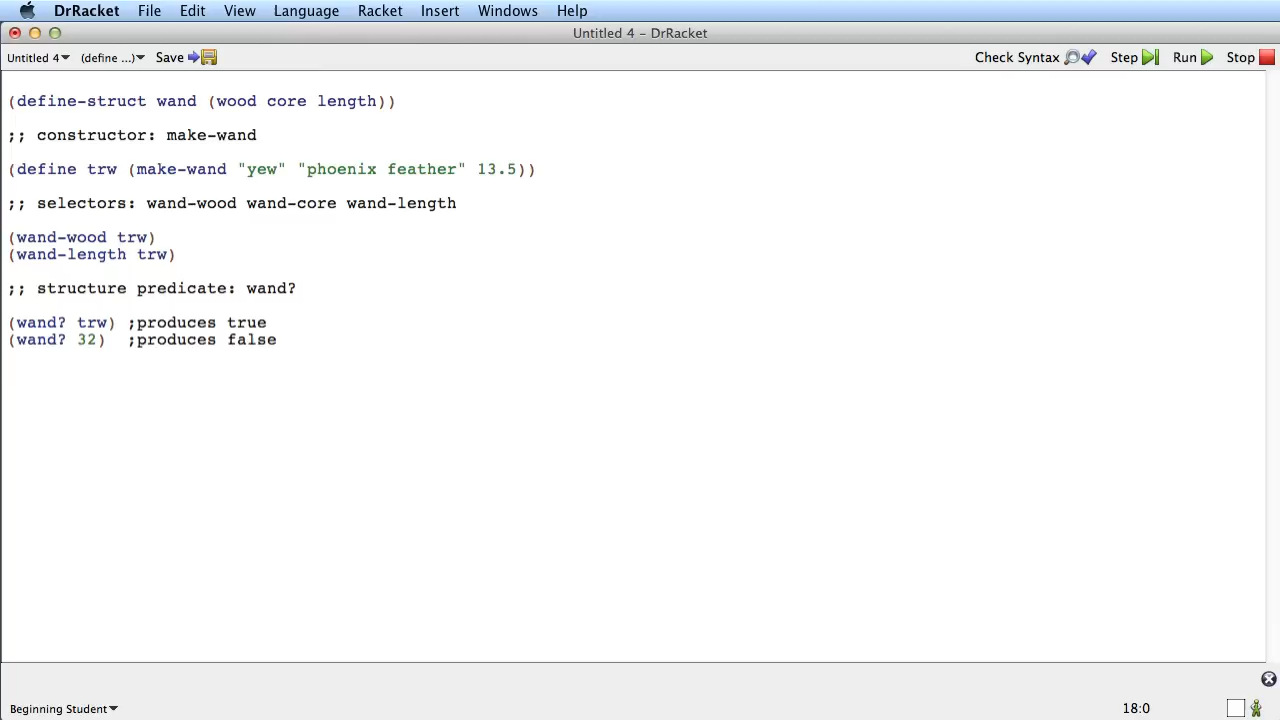 DrRacket File Edit View Language Racket Insert Windows Help
Untitled 4 - DrRacket
Untitled 4 (define ...) Save Check Syntax Step Run Stop
(define-struct wand (wood core length))
;; constructor: make-wand
(define trw (make-wand "yew" "phoenix feather" 13.5))
;; selectors: wand-wood wand-core wand-length
(wand-wood trw)
(wand-length trw)
;; structure predicate: wand?
(wand? trw) ;produces true
(wand? 32)  ;produces false
Beginning Student 18:0